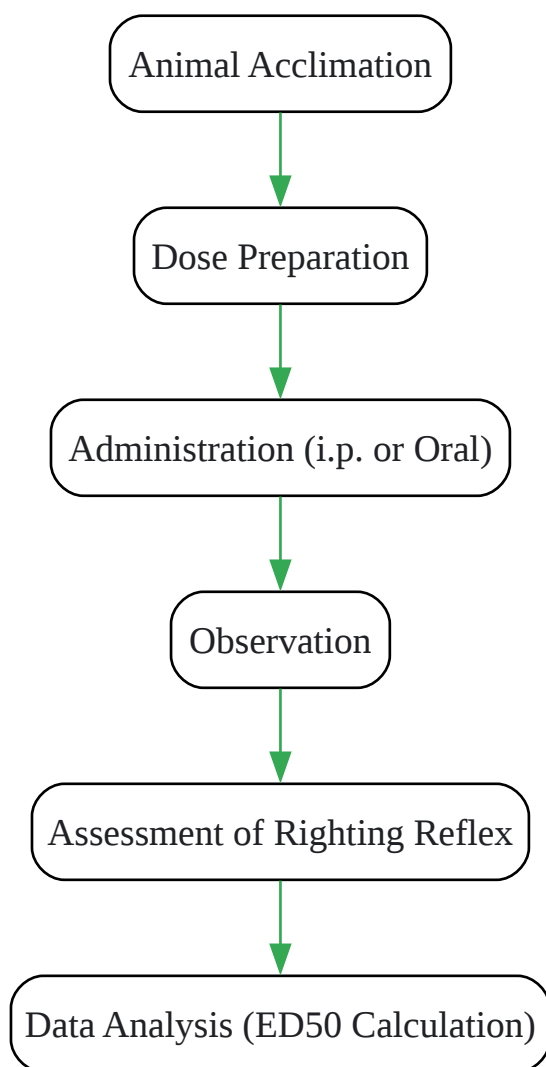 Animal Acclimation
Dose Preparation
Administration (i.p. or Oral)
Observation
Assessment of Righting Reflex
Data Analysis (ED50 Calculation)